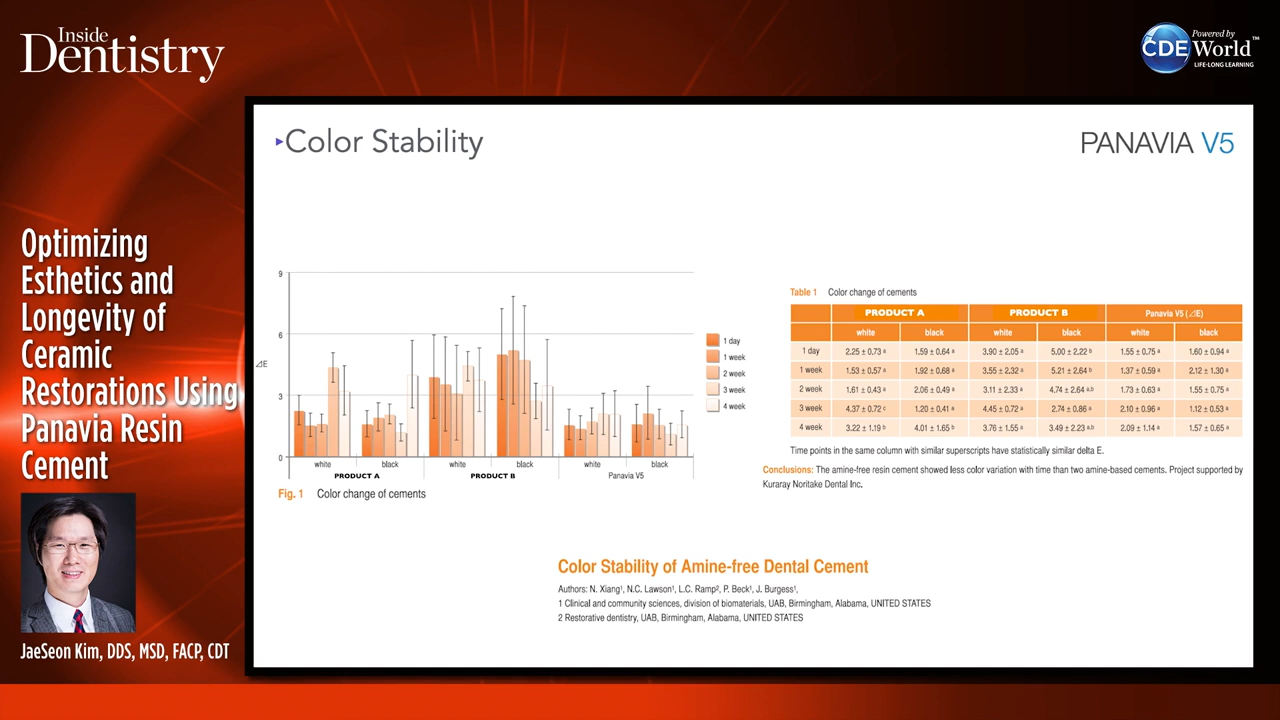 Inside
Dentistry
Powered by
CDEWorld™
LIFE-LONG LEARNING
Optimizing
Esthetics and
Longevity of
Ceramic
Restorations Using
Panavia Resin
Cement
JaeSeon Kim, DDS, MSD, FACP, CDT
▸Color Stability
PANAVIA V5
9
6
⊿E
3
0
white black white black white black
PRODUCT A PRODUCT B Panavia V5
1 day
1 week
2 week
3 week
4 week
Fig. 1 Color change of cements
Table 1 Color change of cements
PRODUCT A PRODUCT B Panavia V5 (⊿E)
white black white black white black
1 day 2.25 ± 0.73 a 1.59 ± 0.64 a 3.90 ± 2.05 a 5.00 ± 2.22 b 1.55 ± 0.75 a 1.60 ± 0.94 a
1 week 1.53 ± 0.57 a 1.92 ± 0.68 a 3.55 ± 2.32 a 5.21 ± 2.64 b 1.37 ± 0.59 a 2.12 ± 1.30 a
2 week 1.61 ± 0.43 a 2.06 ± 0.49 a 3.11 ± 2.33 a 4.74 ± 2.64 a,b 1.73 ± 0.63 a 1.55 ± 0.75 a
3 week 4.37 ± 0.72 c 1.20 ± 0.41 a 4.45 ± 0.72 a 2.74 ± 0.86 a 2.10 ± 0.96 a 1.12 ± 0.53 a
4 week 3.22 ± 1.19 b 4.01 ± 1.65 b 3.76 ± 1.55 a 3.49 ± 2.23 a,b 2.09 ± 1.14 a 1.57 ± 0.65 a
Time points in the same column with similar superscripts have statistically similar delta E.
Conclusions: The amine-free resin cement showed less color variation with time than two amine-based cements. Project supported by
Kuraray Noritake Dental Inc.
Color Stability of Amine-free Dental Cement
Authors: N. Xiang¹, N.C. Lawson¹, L.C. Ramp², P. Beck¹, J. Burgess¹,
1 Clinical and community sciences, division of biomaterials, UAB, Birmingham, Alabama, UNITED STATES
2 Restorative dentistry, UAB, Birmingham, Alabama, UNITED STATES